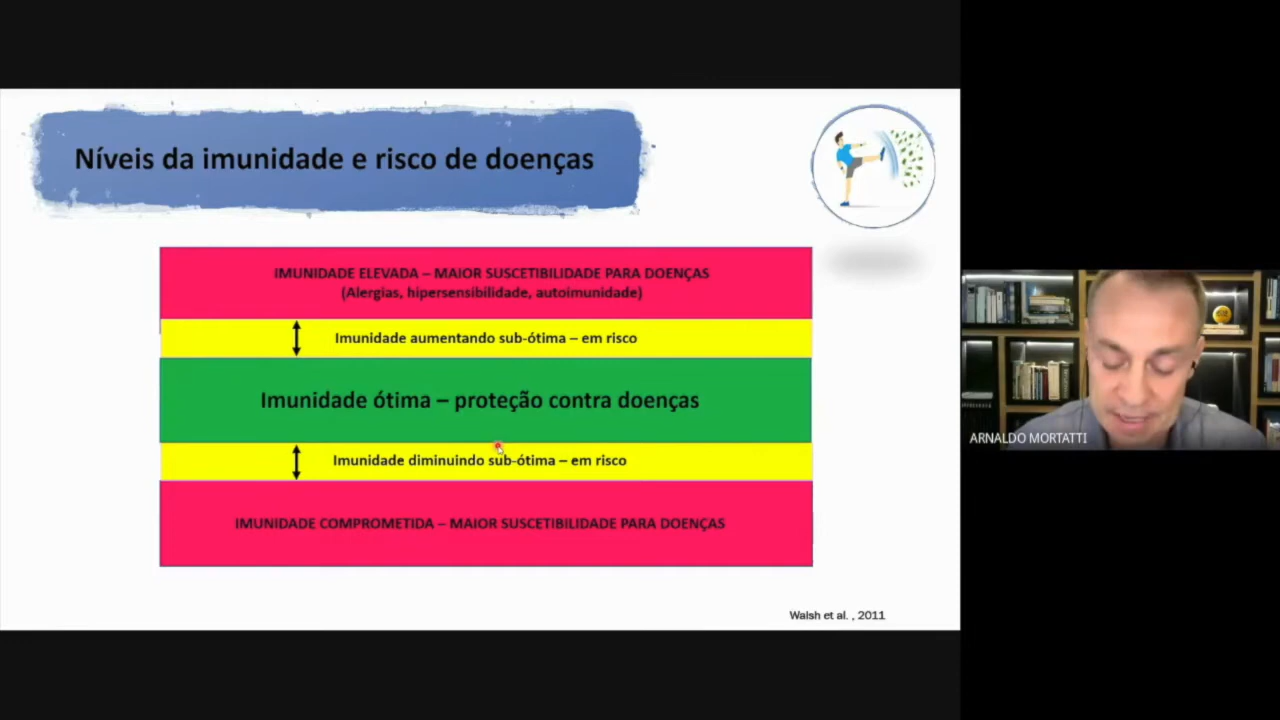 Níveis da imunidade e risco de doenças
IMUNIDADE ELEVADA – MAIOR SUSCETIBILIDADE PARA DOENÇAS
(Alergias, hipersensibilidade, autoimunidade)
Imunidade aumentando sub-ótima – em risco
Imunidade ótima – proteção contra doenças
Imunidade diminuindo sub-ótima – em risco
IMUNIDADE COMPROMETIDA – MAIOR SUSCETIBILIDADE PARA DOENÇAS
Walsh et al. , 2011
ARNALDO MORTATTI